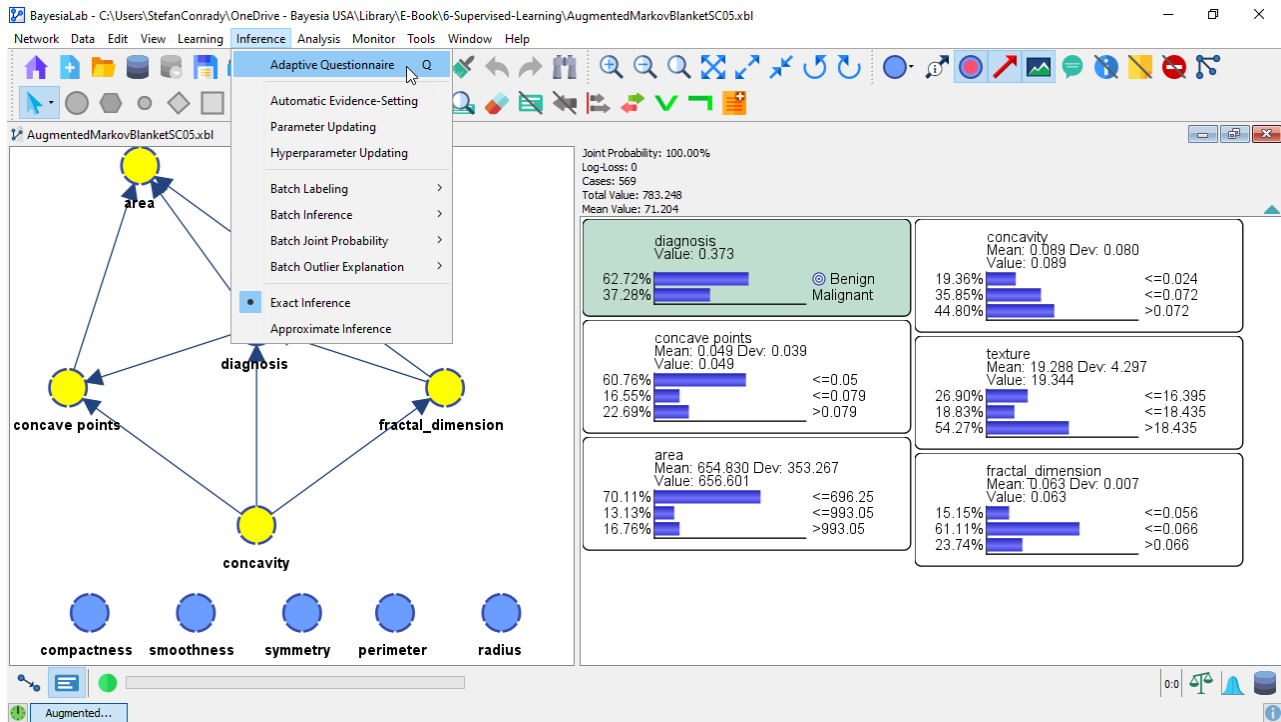 BayesiaLab - C:\Users\StefanConrady\OneDrive - Bayesia USA\Library\E-Book\6-Supervised-Learning\AugmentedMarkovBlanketSC05.xbl
Network Data Edit View Learning Inference Analysis Monitor Tools Window Help
Adaptive Questionnaire Q
Automatic Evidence-Setting
Parameter Updating
Hyperparameter Updating
Batch Labeling
Batch Inference
Batch Joint Probability
Batch Outlier Explanation
Exact Inference
Approximate Inference
AugmentedMarkovBlanketSC05.xbl
area
diagnosis
concave points
fractal_dimension
concavity
compactness smoothness symmetry perimeter radius
Joint Probability: 100.00%
Log-Loss: 0
Cases: 569
Total Value: 783.248
Mean Value: 71.204
diagnosis
Value: 0.373
62.72% Benign
37.28% Malignant
concave points
Mean: 0.049 Dev: 0.039
Value: 0.049
60.76% <=0.05
16.55% <=0.079
22.69% >0.079
area
Mean: 654.830 Dev: 353.267
Value: 656.601
70.11% <=696.25
13.13% <=993.05
16.76% >993.05
concavity
Mean: 0.089 Dev: 0.080
Value: 0.089
19.36% <=0.024
35.85% <=0.072
44.80% >0.072
texture
Mean: 19.288 Dev: 4.297
Value: 19.344
26.90% <=16.395
18.83% <=18.435
54.27% >18.435
fractal_dimension
Mean: 0.063 Dev: 0.007
Value: 0.063
15.15% <=0.056
61.11% <=0.066
23.74% >0.066
0:0
Augmented...